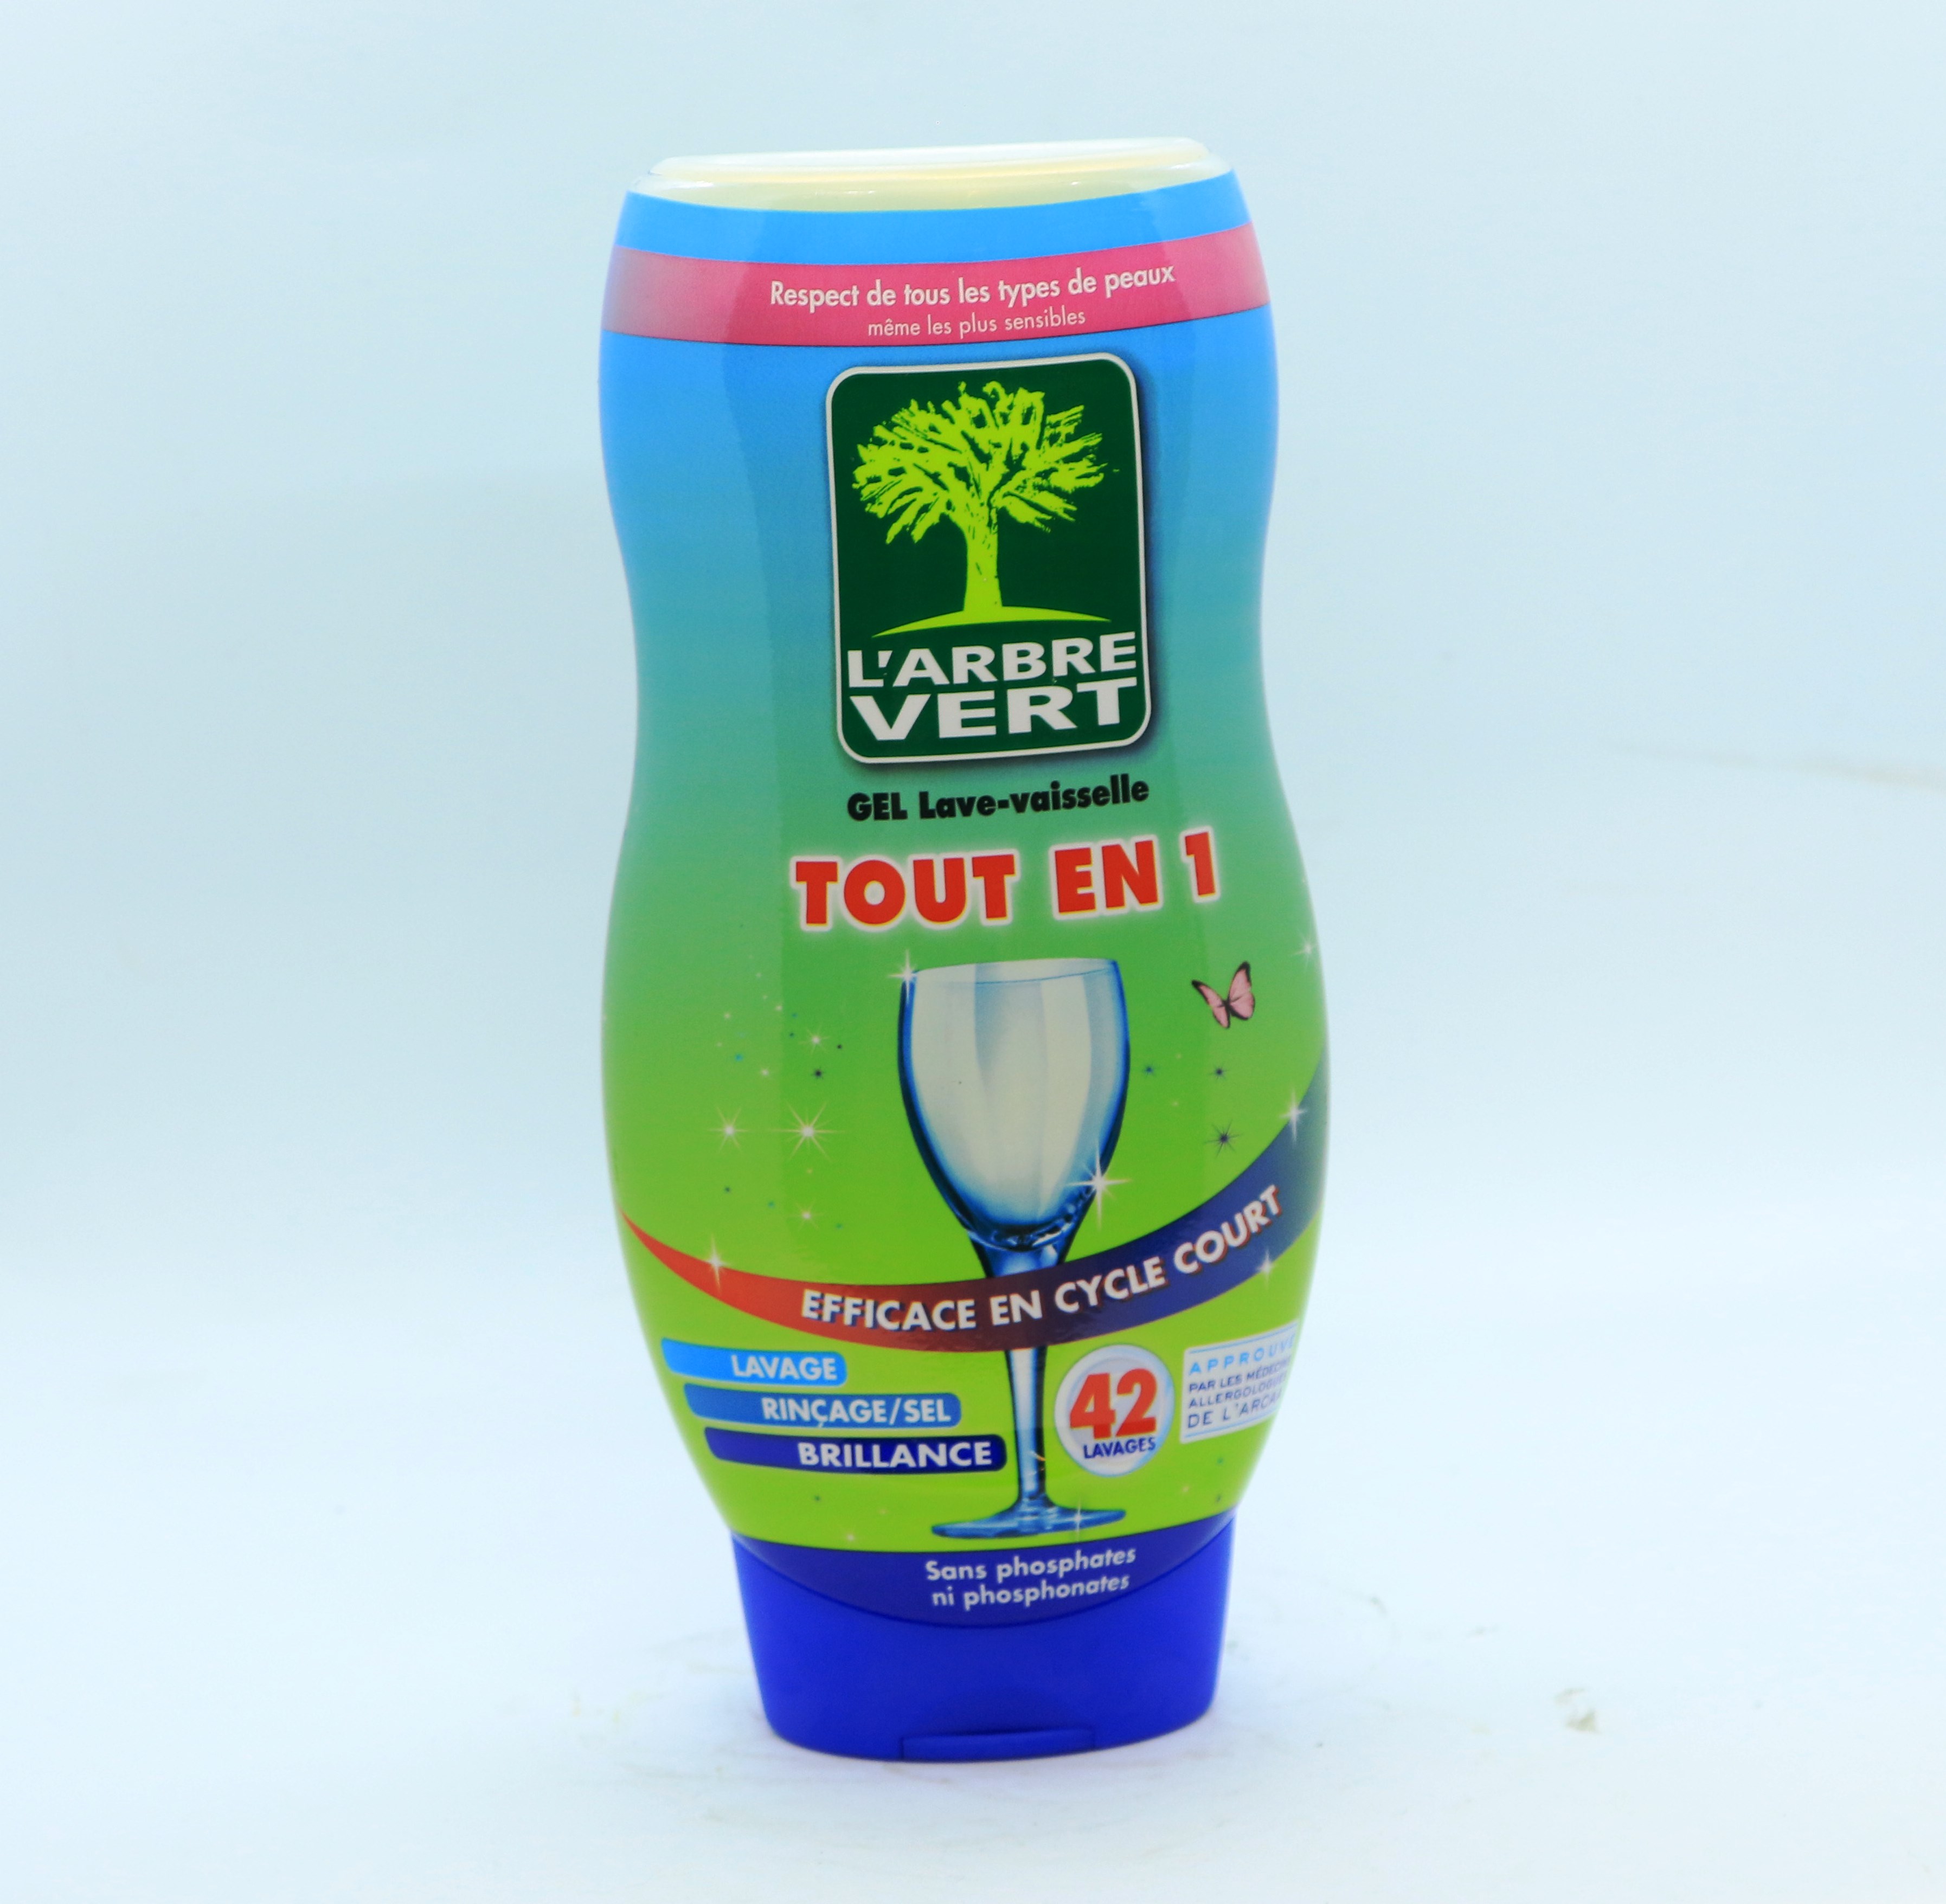 Respect de tous les types de peaux
même les plus sensibles
L'ARBRE
VERT
GEL Lave-vaisselle
TOUT EN 1
EFFICACE EN CYCLE COURT
LAVAGE
RINÇAGE/SEL
BRILLANCE
42
LAVAGES
PAR LES
DE
Sans phosphates
ni phosphonates